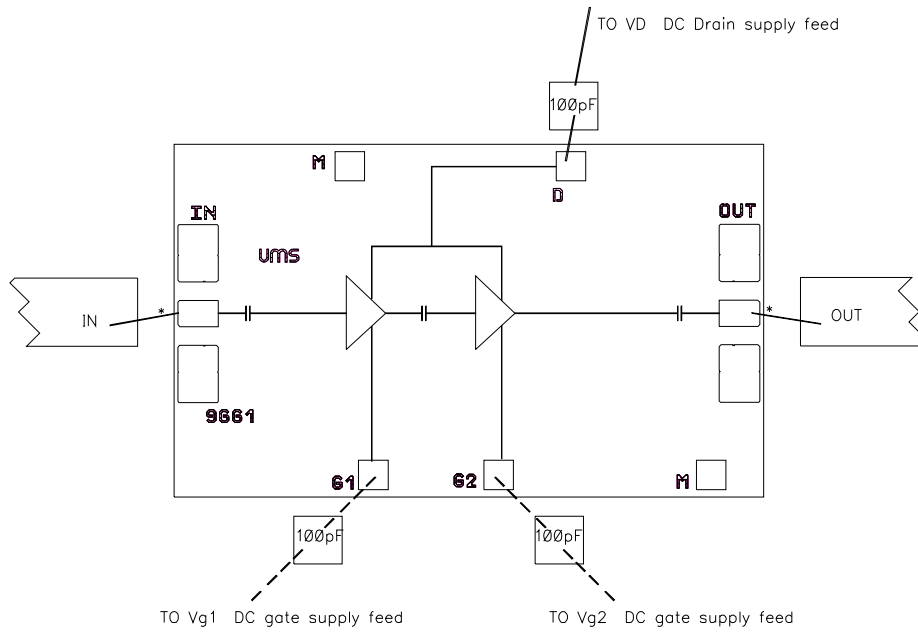 TO VD DC Drain supply feed
100pF
M
D
IN
OUT
UMS
IN
*
*
OUT
9661
G1
G2
M
100pF
100pF
TO Vg1 DC gate supply feed
TO Vg2 DC gate supply feed